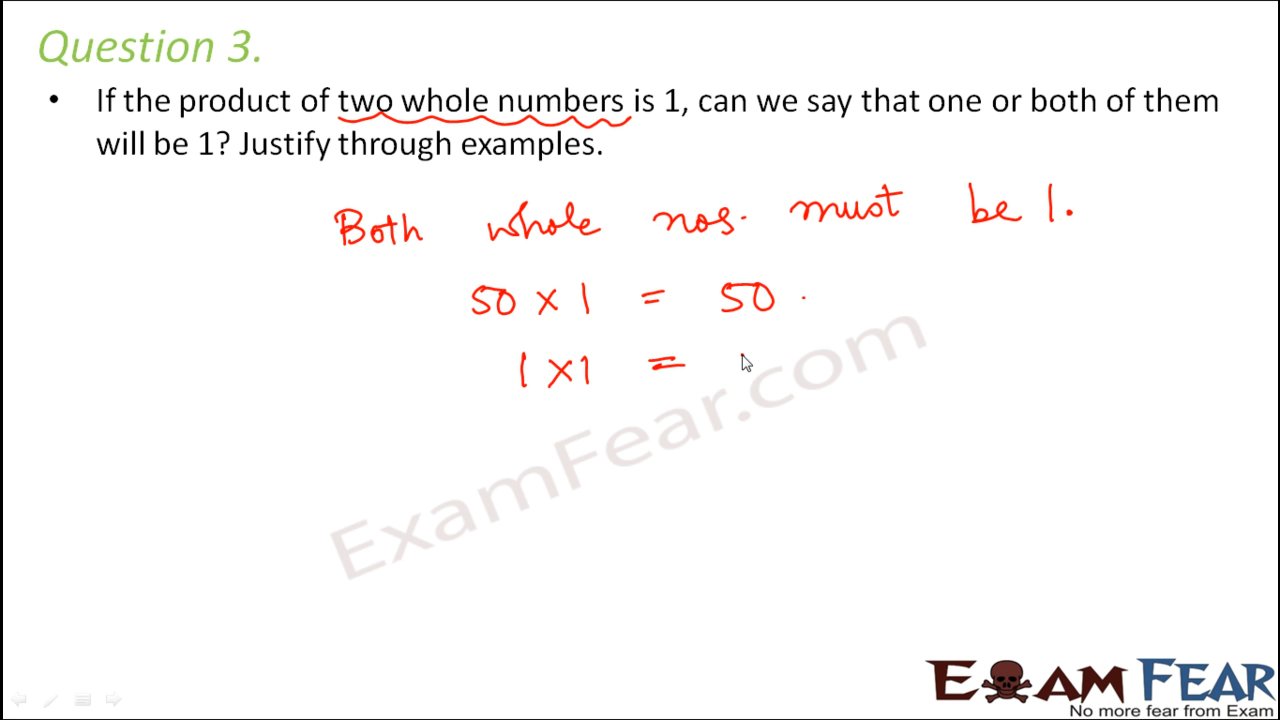 Question 3.
• If the product of two whole numbers is 1, can we say that one or both of them
will be 1? Justify through examples.
Both whole nos. must be 1.
50 × 1 = 50.
1 × 1 =
ExamFear.com
EXAM FEAR
No more fear from Exam